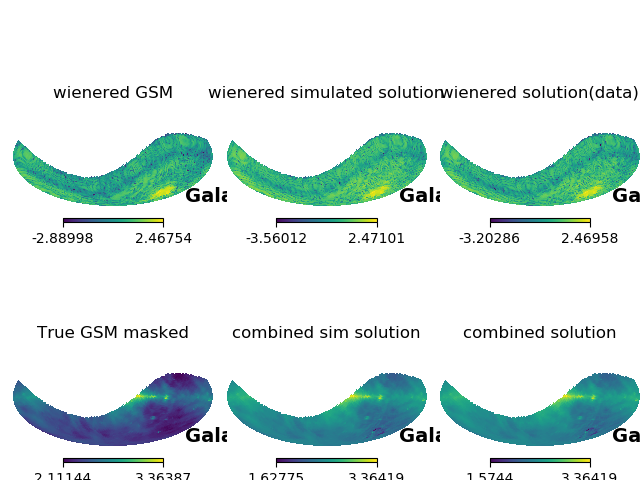 wienered GSM wienered simulated solution wienered solution(data)
Gala Gala Ga
-2.88998 2.46754 -3.56012 2.47101 -3.20286 2.46958
True GSM masked combined sim solution combined solution
Gala Gala Ga
2.11144 3.36387 1.62775 3.36419 1.5744 3.36419